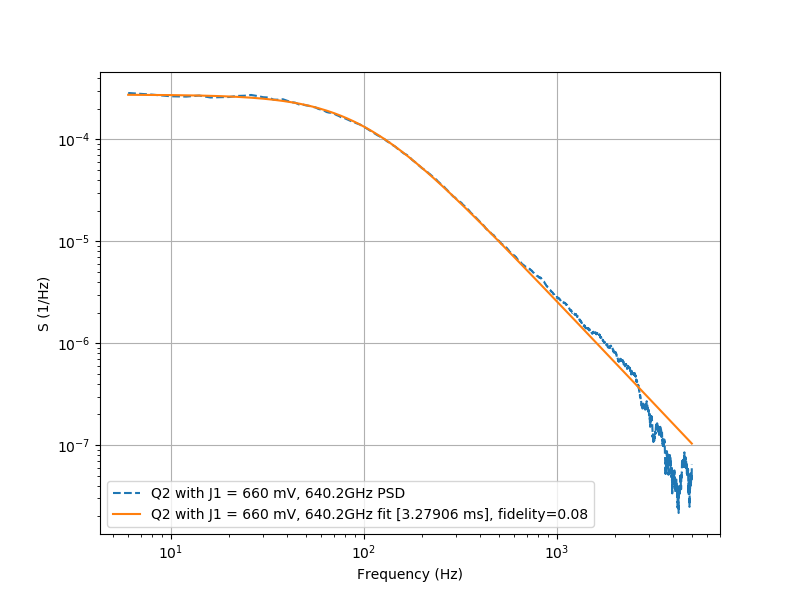 10⁻⁴
10⁻⁵
10⁻⁶
10⁻⁷
S (1/Hz)
Q2 with J1 = 660 mV, 640.2GHz PSD
Q2 with J1 = 660 mV, 640.2GHz fit [3.27906 ms], fidelity=0.08
10¹ 10² 10³
Frequency (Hz)